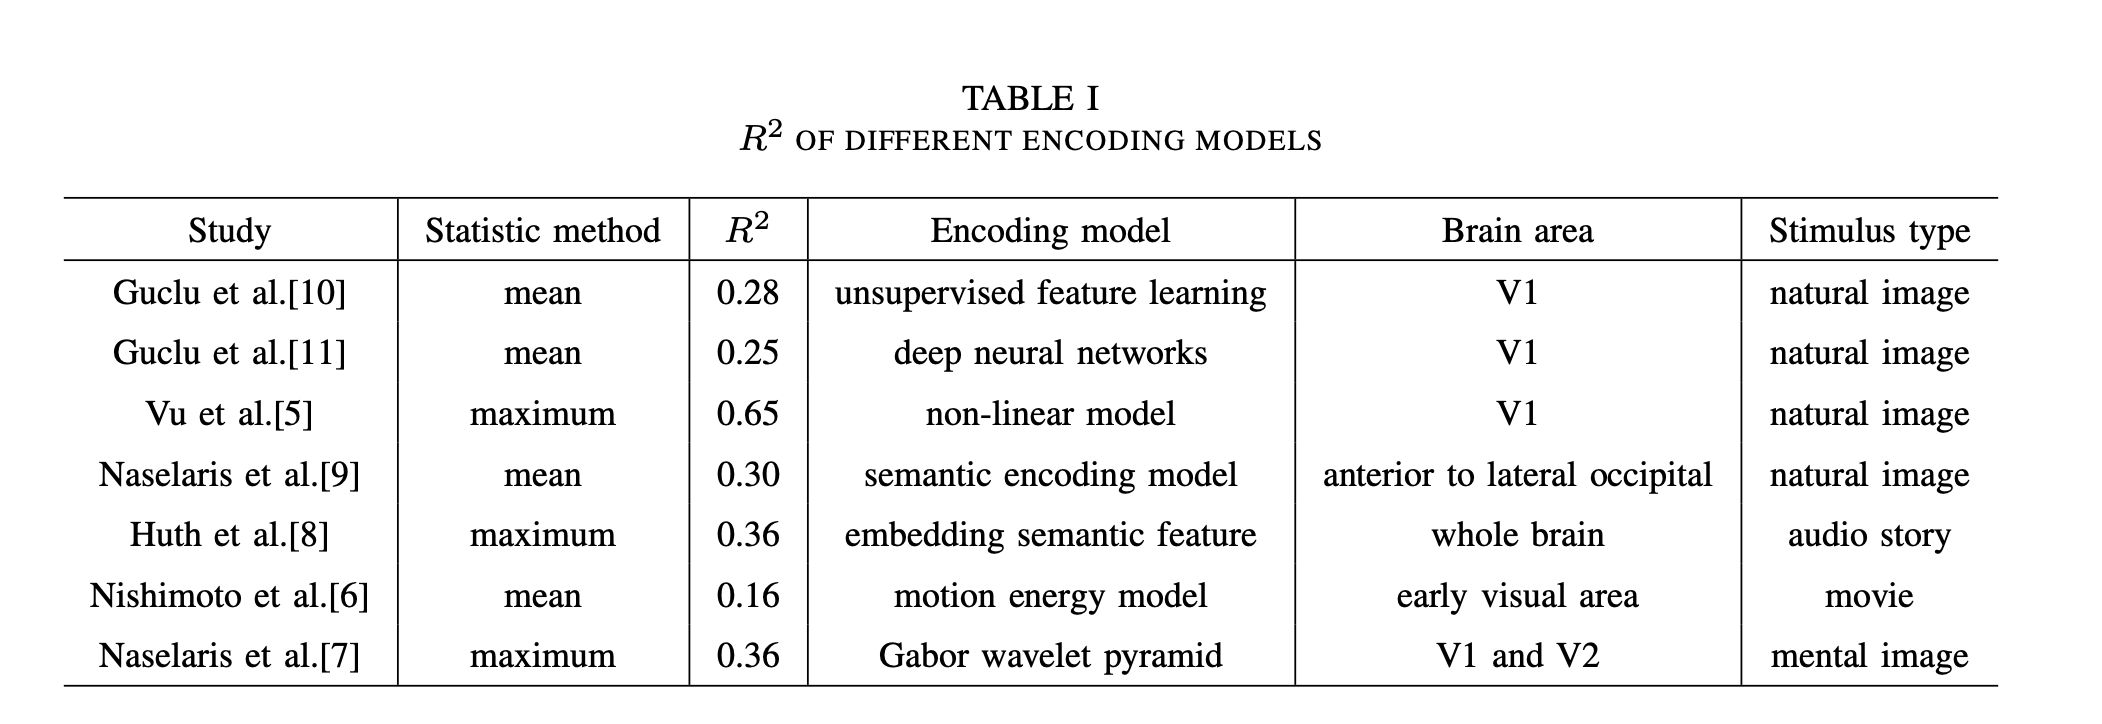 TABLE I
R² OF DIFFERENT ENCODING MODELS
Study Statistic method R² Encoding model Brain area Stimulus type
Guclu et al.[10] mean 0.28 unsupervised feature learning V1 natural image
Guclu et al.[11] mean 0.25 deep neural networks V1 natural image
Vu et al.[5] maximum 0.65 non-linear model V1 natural image
Naselaris et al.[9] mean 0.30 semantic encoding model anterior to lateral occipital natural image
Huth et al.[8] maximum 0.36 embedding semantic feature whole brain audio story
Nishimoto et al.[6] mean 0.16 motion energy model early visual area movie
Naselaris et al.[7] maximum 0.36 Gabor wavelet pyramid V1 and V2 mental image